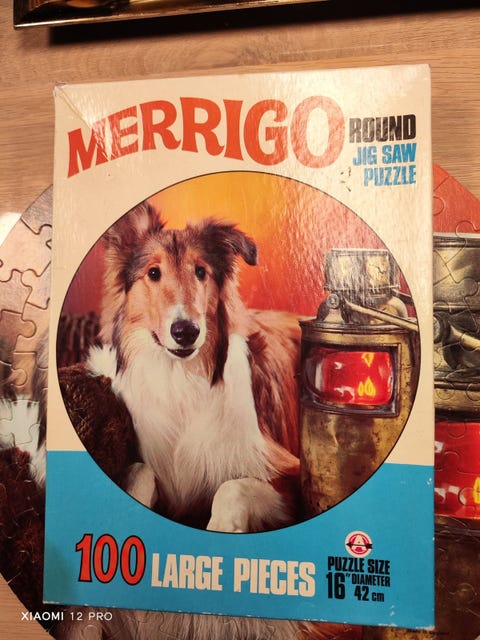 MERRIGO
ROUND
JIG SAW
PUZZLE
100 LARGE PIECES
PUZZLE SIZE
16" DIAMETER
42 cm
XIAOMI 12 PRO